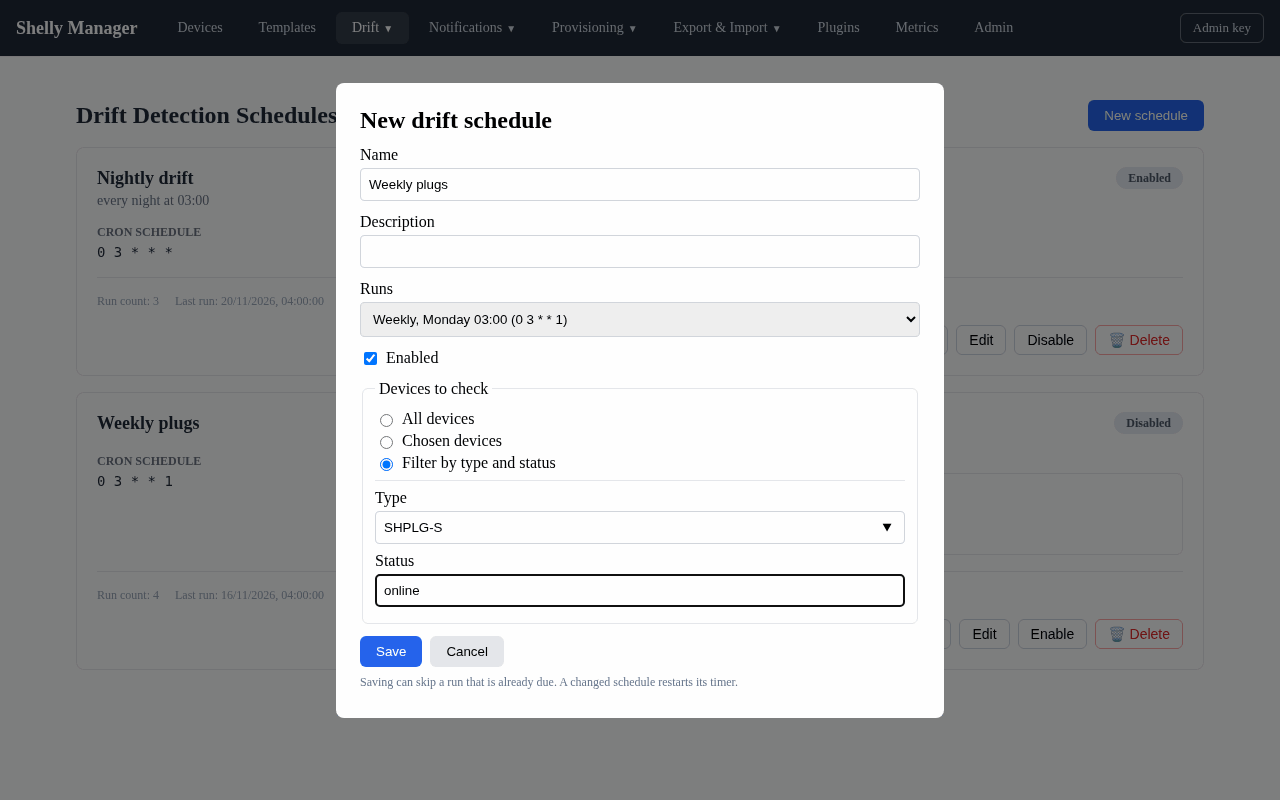 Shelly Manager Devices Templates Drift ▼ Notifications ▼ Provisioning ▼ Export & Import ▼ Plugins Metrics Admin Admin key
Drift Detection Schedules New schedule
Nightly drift Enabled
every night at 03:00
CRON SCHEDULE
0 3 * * *
Run count: 3 Last run: 20/11/2026, 04:00:00
Edit Disable 🗑️ Delete
Weekly plugs Disabled
CRON SCHEDULE
0 3 * * 1
Run count: 4 Last run: 16/11/2026, 04:00:00
Edit Enable 🗑️ Delete
New drift schedule
Name
Weekly plugs
Description
Runs
Weekly, Monday 03:00 (0 3 * * 1)
Enabled
Devices to check
All devices
Chosen devices
Filter by type and status
Type
SHPLG-S
Status
online
Save Cancel
Saving can skip a run that is already due. A changed schedule restarts its timer.